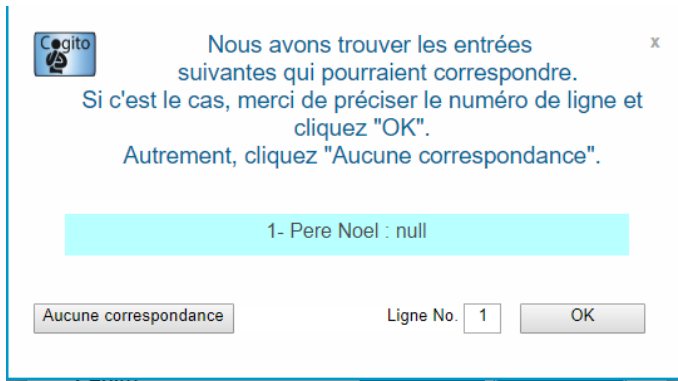 Cogito
Nous avons trouver les entrées
x
suivantes qui pourraient correspondre.
Si c'est le cas, merci de préciser le numéro de ligne et
cliquez "OK".
Autrement, cliquez "Aucune correspondance".
1- Pere Noel : null
Aucune correspondance
Ligne No. 1
OK